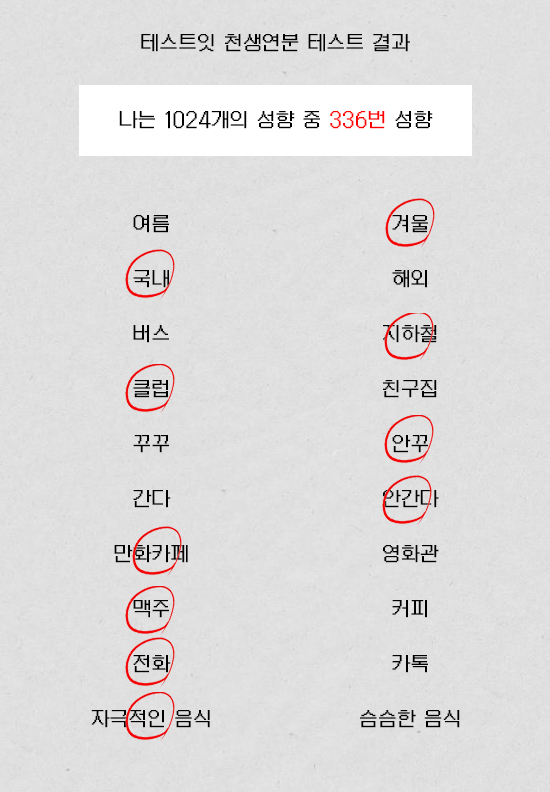 테스트잇 천생연분 테스트 결과
나는 1024개의 성향 중 336번 성향
여름 겨울
국내 해외
버스 지하철
클럽 친구집
꾸꾸 안꾸
간다 안간다
만화카페 영화관
맥주 커피
전화 카톡
자극적인 음식 슴슴한 음식